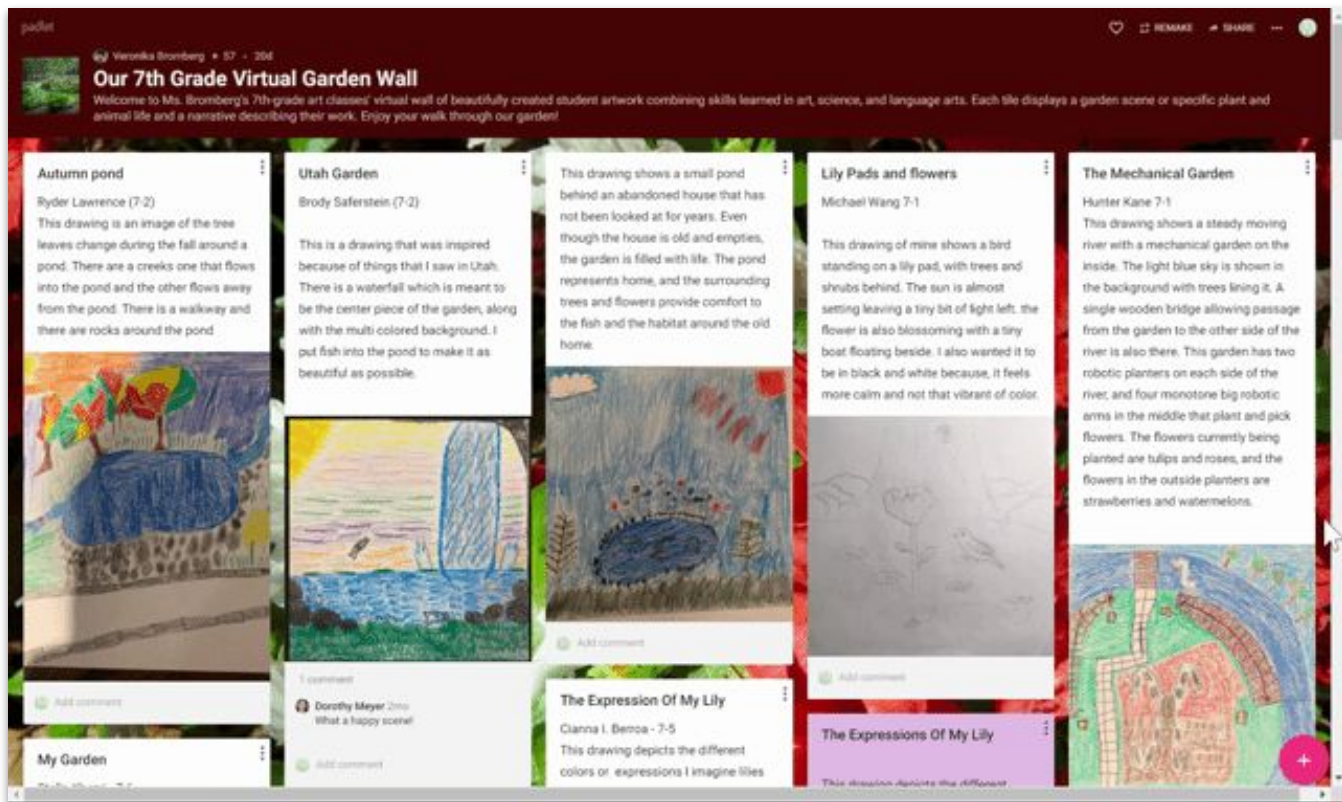 padlet
REMAKE
SHARE
Veronika Bromberg • 57 • 20d
Our 7th Grade Virtual Garden Wall
Welcome to Ms. Bromberg's 7th-grade art classes' virtual wall of beautifully created student artwork combining skills learned in art, science, and language arts. Each tile displays a garden scene or specific plant and
animal life and a narrative describing their work. Enjoy your walk through our garden!
Autumn pond
Ryder Lawrence (7-2)
This drawing is an image of the tree
leaves change during the fall around a
pond. There are a creeks one that flows
into the pond and the other flows away
from the pond. There is a walkway and
there are rocks around the pond
Add comment
My Garden
Utah Garden
Brody Saferstein (7-2)
This is a drawing that was inspired
because of things that I saw in Utah.
There is a waterfall which is meant to
be the center piece of the garden, along
with the multi colored background. I
put fish into the pond to make it as
beautiful as possible.
1 comment
Dorothy Meyer 2mo
What a happy scene!
Add comment
This drawing shows a small pond
behind an abandoned house that has
not been looked at for years. Even
though the house is old and empties,
the garden is filled with life. The pond
represents home, and the surrounding
trees and flowers provide comfort to
the fish and the habitat around the old
home.
Add comment
The Expression Of My Lily
Cianna I. Berroa - 7-5
This drawing depicts the different
colors or expressions I imagine lilies
Lily Pads and flowers
Michael Wang 7-1
This drawing of mine shows a bird
standing on a lily pad, with trees and
shrubs behind. The sun is almost
setting leaving a tiny bit of light left. the
flower is also blossoming with a tiny
boat floating beside. I also wanted it to
be in black and white because, it feels
more calm and not that vibrant of color.
Add comment
The Expressions Of My Lily
This drawing depicts the different
The Mechanical Garden
Hunter Kane 7-1
This drawing shows a steady moving
river with a mechanical garden on the
inside. The light blue sky is shown in
the background with trees lining it. A
single wooden bridge allowing passage
from the garden to the other side of the
river is also there. This garden has two
robotic planters on each side of the
river, and four monotone big robotic
arms in the middle that plant and pick
flowers. The flowers currently being
planted are tulips and roses, and the
flowers in the outside planters are
strawberries and watermelons.